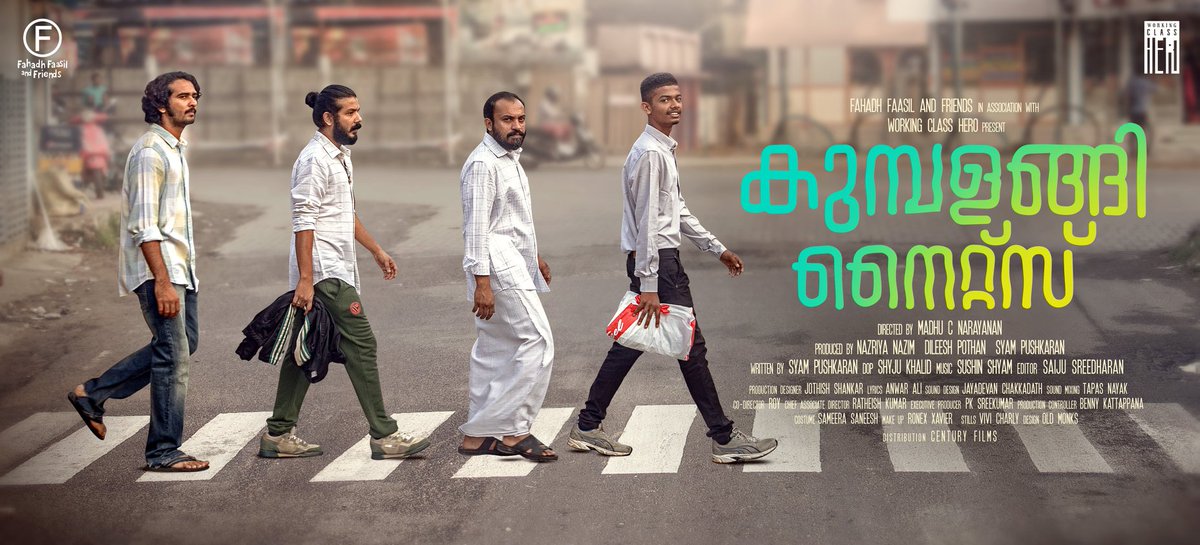 F
Fahadh Faasil
and Friends
WORKING
CLASS
HERO
FAHADH FAASIL AND FRIENDS IN ASSOCIATION WITH
WORKING CLASS HERO PRESENT
കുമ്പളങ്ങി
നൈറ്റ്സ്
DIRECTED BY MADHU C NARAYANAN
PRODUCED BY NAZRIYA NAZIM DILEESH POTHAN SYAM PUSHKARAN
WRITTEN BY SYAM PUSHKARAN DOP SHYJU KHALID MUSIC SUSHIN SHYAM EDITOR SAIJU SREEDHARAN
PRODUCTION DESIGNER JOTHISH SHANKAR LYRICS ANWAR ALI SOUND DESIGN JAYADEVAN CHAKKADATH SOUND MIXING TAPAS NAYAK
CO-DIRECTOR ROY CHIEF ASSOCIATE DIRECTOR RATHEISH KUMAR EXECUTIVE PRODUCER PK SREEKUMAR PRODUCTION CONTROLLER BENNY KATTAPPANA
COSTUME SAMEERA SANEESH MAKE UP RONEX XAVIER STILLS VIVI CHARLY DESIGN OLD MONKS
DISTRIBUTION CENTURY FILMS